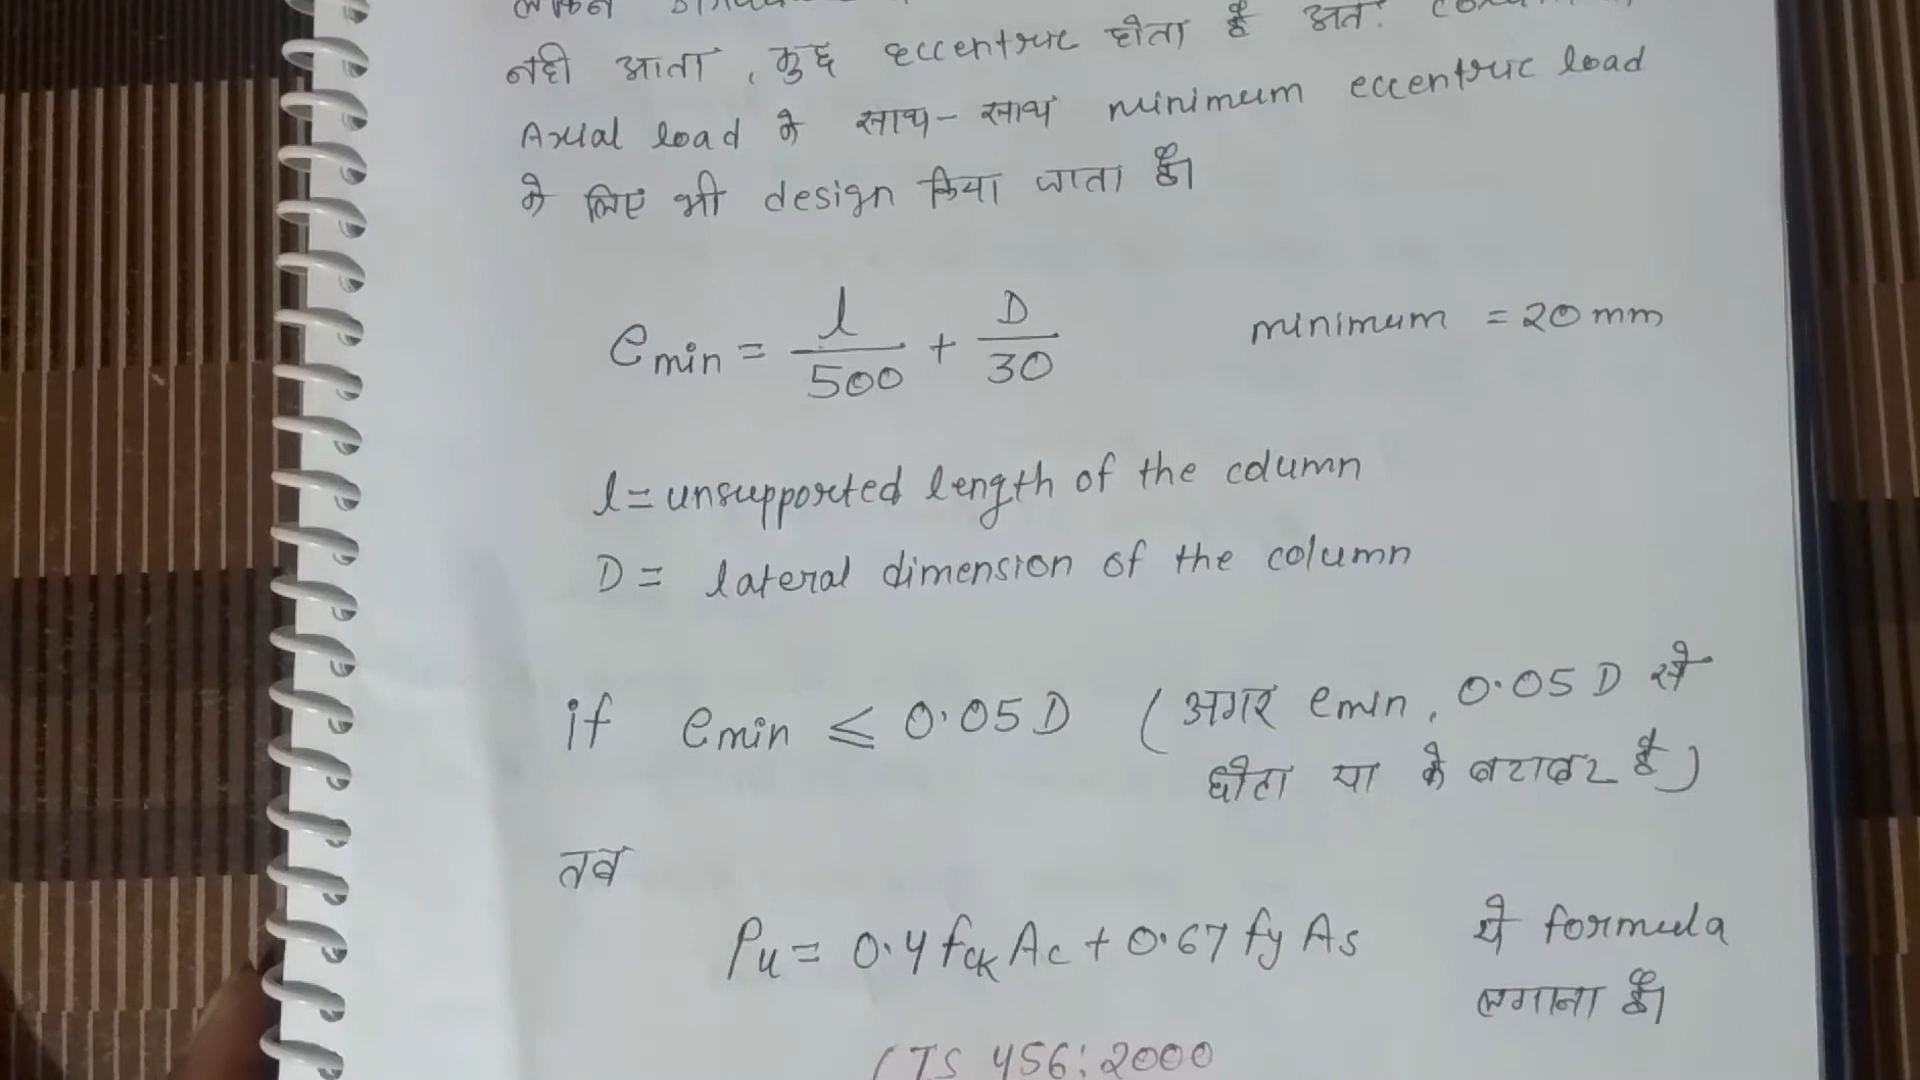 नही आता, कुछ eccentric होता है अतः
Axial load के साथ-साथ minimum eccentric load
के लिए भी design किया जाता है।
emin = l/500 + D/30 minimum = 20 mm
l = unsupported length of the column
D = lateral dimension of the column
if emin ⩽ 0.05D (अगर emin, 0.05 D से
छोटा या के बराबर है)
तब
Pu = 0.4 fck Ac + 0.67 fy As ये formula
लगाना है।
(IS 456:2000